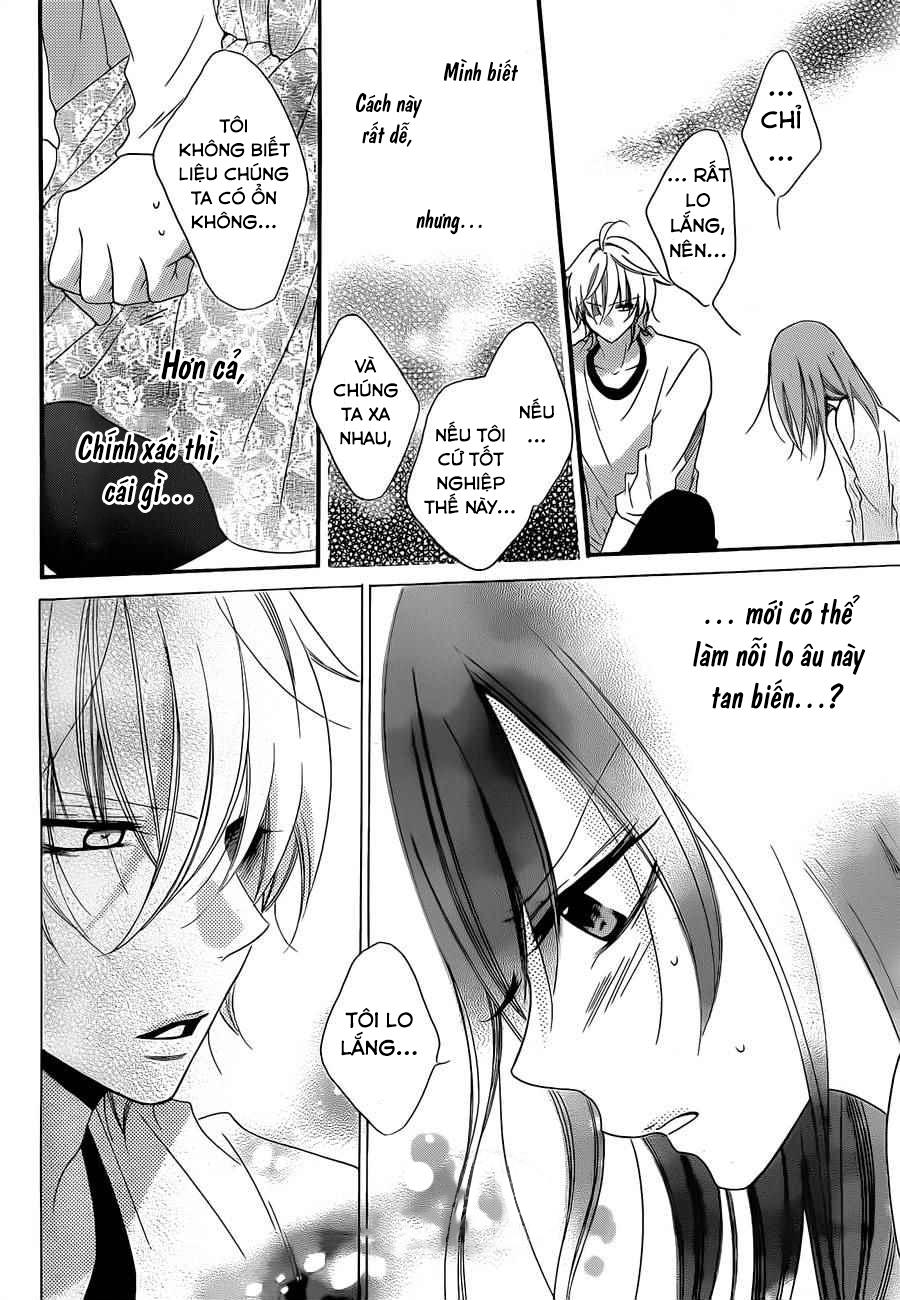 ...
CHỈ
...
... RẤT
LO
LẮNG,
NÊN...
Mình biết
Cách này
rất dễ,
nhưng...
NẾU
...
NẾU TÔI
CỨ TỐT
NGHIỆP
THẾ NÀY...
VÀ
CHÚNG
TA XA
NHAU,
TÔI
KHÔNG BIẾT
LIỆU CHÚNG
TA CÓ ỔN
KHÔNG...
Hơn cả,
Chính xác thì,
cái gì...
... mới có thể
làm nỗi lo âu này
tan biến...?
TÔI LO
LẮNG...